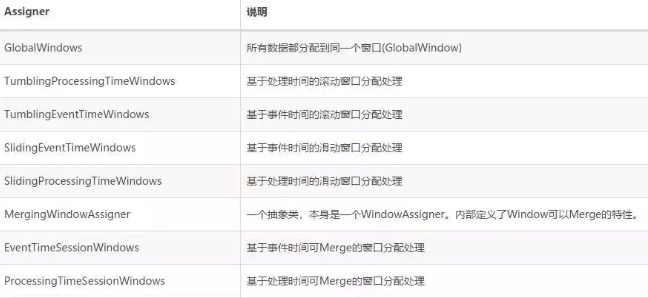 Assigner 说明
GlobalWindows 所有数据都分配到同一个窗口(GlobalWindow)
TumblingProcessingTimeWindows 基于处理时间的滚动窗口分配处理
TumblingEventTimeWindows 基于事件时间的滚动窗口分配处理
SlidingEventTimeWindows 基于事件时间的滑动窗口分配处理
SlidingProcessingTimeWindows 基于处理时间的滑动窗口分配处理
MergingWindowAssigner 一个抽象类，本身是一个WindowAssigner。内部定义了Window可以Merge的特性。
EventTimeSessionWindows 基于事件时间可Merge的窗口分配处理
ProcessingTimeSessionWindows 基于处理时间可Merge的窗口分配处理